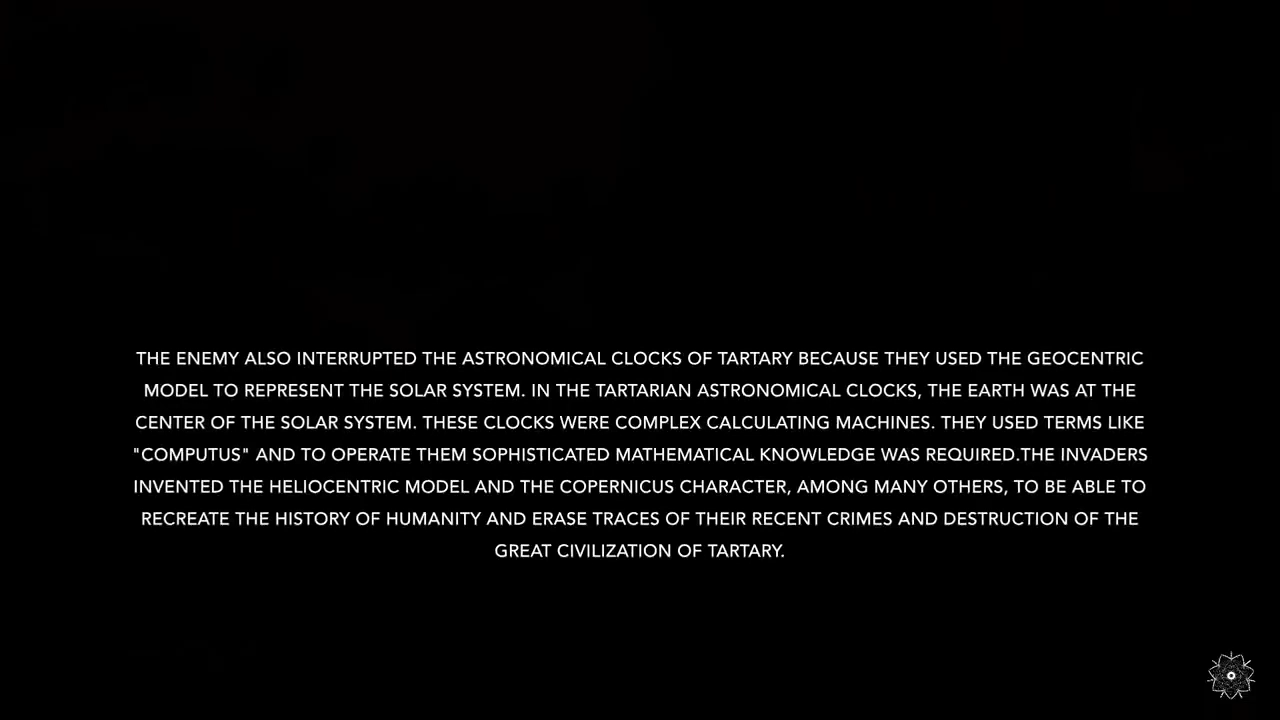 THE ENEMY ALSO INTERRUPTED THE ASTRONOMICAL CLOCKS OF TARTARY BECAUSE THEY USED THE GEOCENTRIC
MODEL TO REPRESENT THE SOLAR SYSTEM. IN THE TARTARIAN ASTRONOMICAL CLOCKS, THE EARTH WAS AT THE
CENTER OF THE SOLAR SYSTEM. THESE CLOCKS WERE COMPLEX CALCULATING MACHINES. THEY USED TERMS LIKE
"COMPUTUS" AND TO OPERATE THEM SOPHISTICATED MATHEMATICAL KNOWLEDGE WAS REQUIRED.THE INVADERS
INVENTED THE HELIOCENTRIC MODEL AND THE COPERNICUS CHARACTER, AMONG MANY OTHERS, TO BE ABLE TO
RECREATE THE HISTORY OF HUMANITY AND ERASE TRACES OF THEIR RECENT CRIMES AND DESTRUCTION OF THE
GREAT CIVILIZATION OF TARTARY.